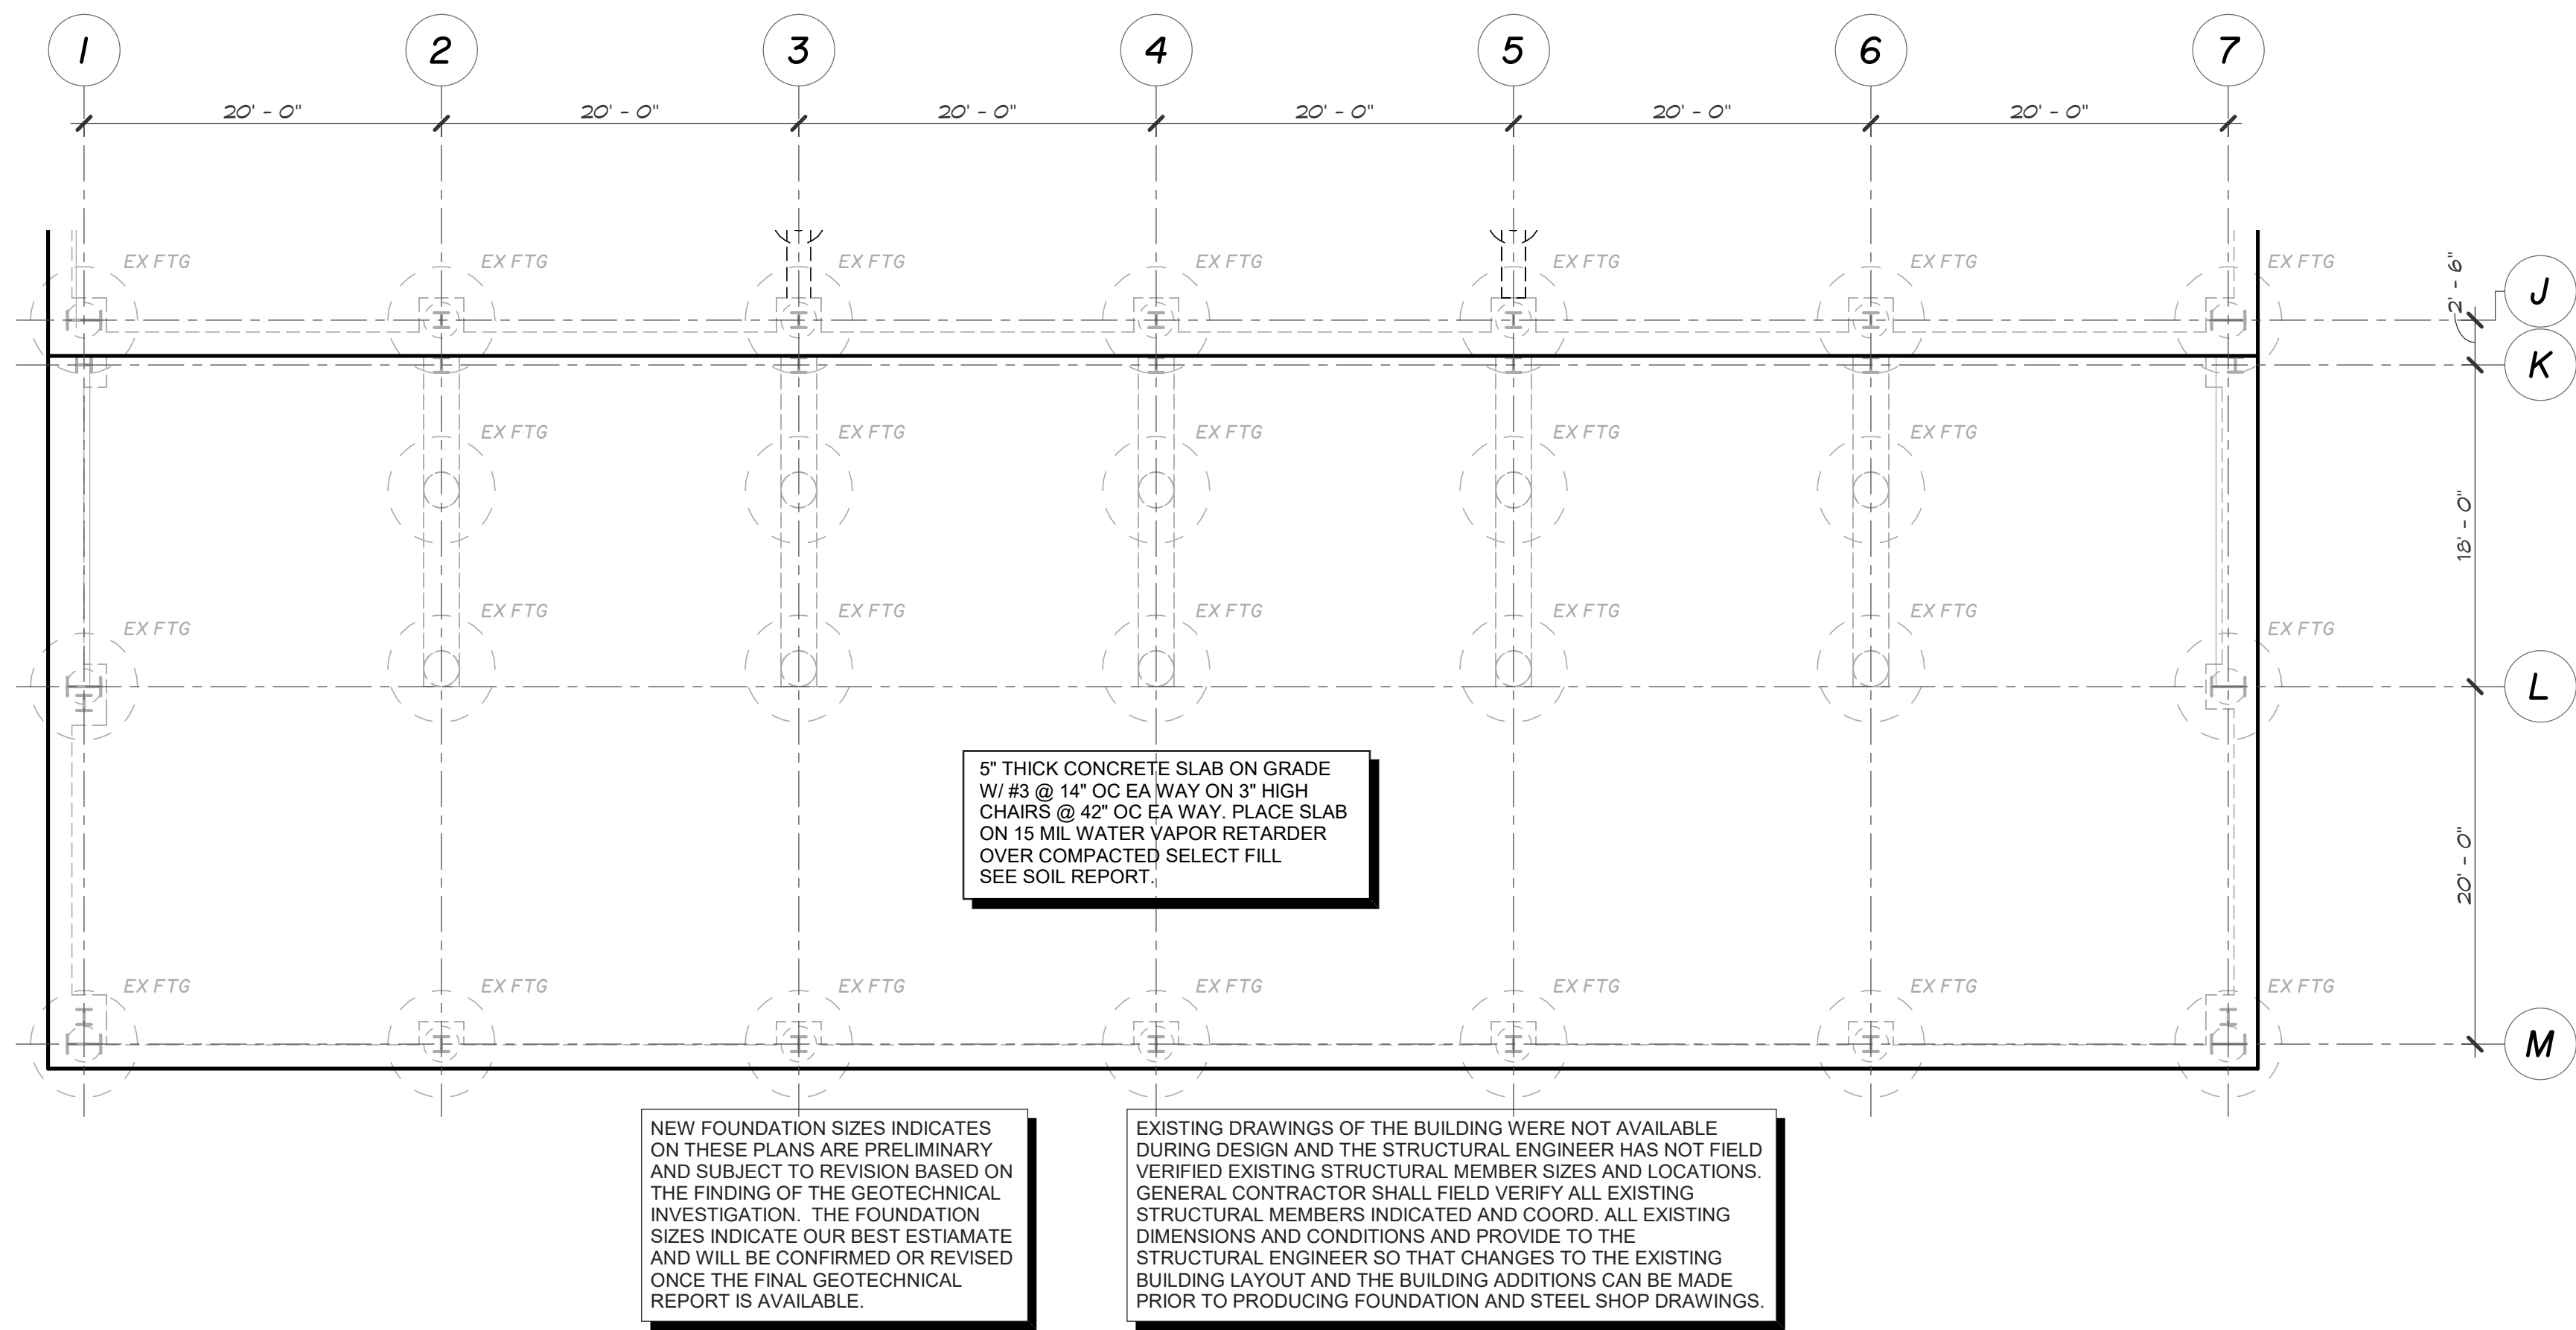 1 2 3 4 5 6 7
20' - 0" 20' - 0" 20' - 0" 20' - 0" 20' - 0" 20' - 0"
EX FTG EX FTG EX FTG EX FTG EX FTG EX FTG EX FTG
2' - 6"
J
K
EX FTG EX FTG EX FTG EX FTG EX FTG
18' - 0"
EX FTG EX FTG EX FTG EX FTG EX FTG
EX FTG EX FTG
L
5" THICK CONCRETE SLAB ON GRADE
W/ #3 @ 14" OC EA WAY ON 3" HIGH
CHAIRS @ 42" OC EA WAY. PLACE SLAB
ON 15 MIL WATER VAPOR RETARDER
OVER COMPACTED SELECT FILL
SEE SOIL REPORT.
20' - 0"
EX FTG EX FTG EX FTG EX FTG EX FTG EX FTG EX FTG
M
NEW FOUNDATION SIZES INDICATES
ON THESE PLANS ARE PRELIMINARY
AND SUBJECT TO REVISION BASED ON
THE FINDING OF THE GEOTECHNICAL
INVESTIGATION. THE FOUNDATION
SIZES INDICATE OUR BEST ESTIAMATE
AND WILL BE CONFIRMED OR REVISED
ONCE THE FINAL GEOTECHNICAL
REPORT IS AVAILABLE.
EXISTING DRAWINGS OF THE BUILDING WERE NOT AVAILABLE
DURING DESIGN AND THE STRUCTURAL ENGINEER HAS NOT FIELD
VERIFIED EXISTING STRUCTURAL MEMBER SIZES AND LOCATIONS.
GENERAL CONTRACTOR SHALL FIELD VERIFY ALL EXISTING
STRUCTURAL MEMBERS INDICATED AND COORD. ALL EXISTING
DIMENSIONS AND CONDITIONS AND PROVIDE TO THE
STRUCTURAL ENGINEER SO THAT CHANGES TO THE EXISTING
BUILDING LAYOUT AND THE BUILDING ADDITIONS CAN BE MADE
PRIOR TO PRODUCING FOUNDATION AND STEEL SHOP DRAWINGS.